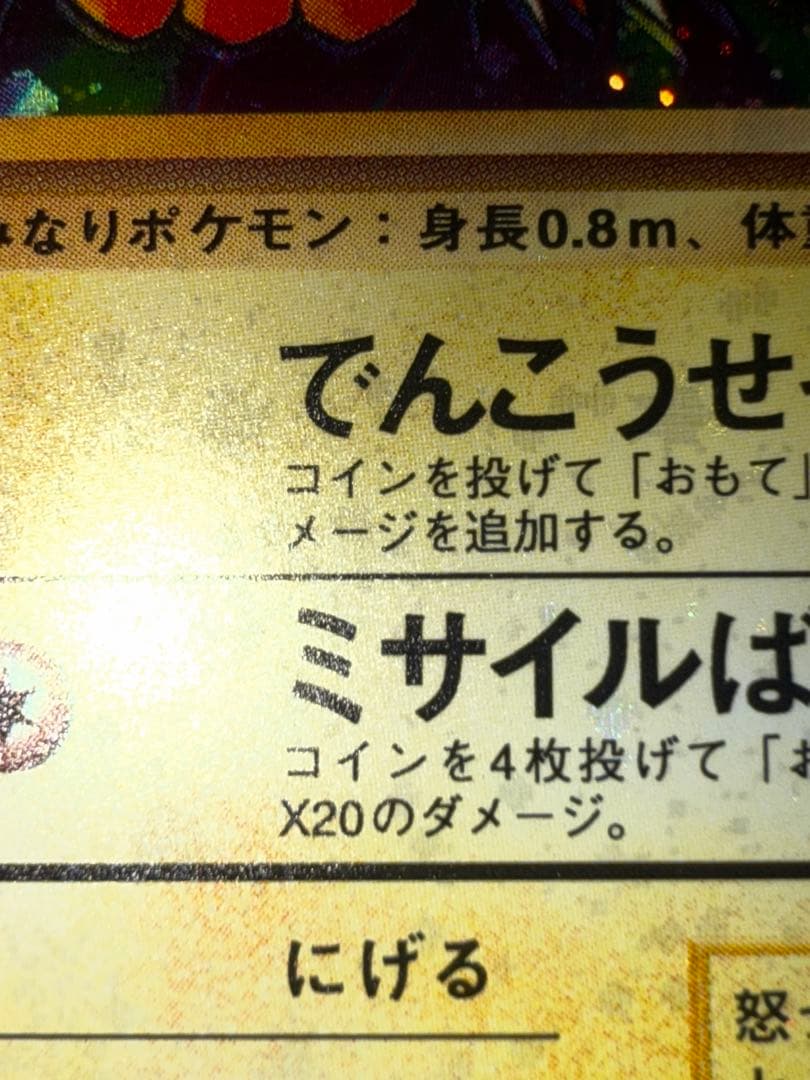 みなりポケモン：身長0.8m、体
でんこうせ
コインを投げて「おもて」
メージを追加する。
ミサイルば
コインを4枚投げて「お
X20のダメージ。
にげる
怒